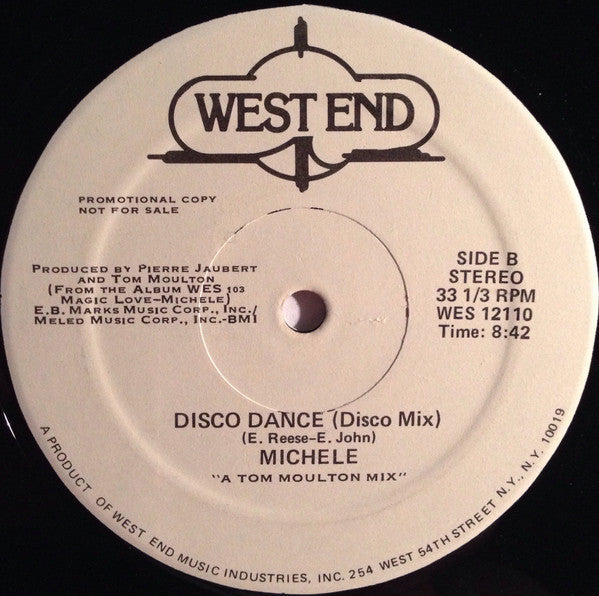 WEST END
PROMOTIONAL COPY
NOT FOR SALE
PRODUCED BY PIERRE JAUBERT
AND TOM MOULTON
(FROM THE ALBUM WES 103
MAGIC LOVE–MICHELE)
E.B. MARKS MUSIC CORP., INC./
MELED MUSIC CORP., INC.-BMI
SIDE B
STEREO
33 1/3 RPM
WES 12110
Time: 8:42
DISCO DANCE (Disco Mix)
(E. Reese-E. John)
MICHELE
"A TOM MOULTON MIX"
A PRODUCT OF WEST END MUSIC INDUSTRIES, INC. 254 WEST 54TH STREET N.Y., N.Y. 10019